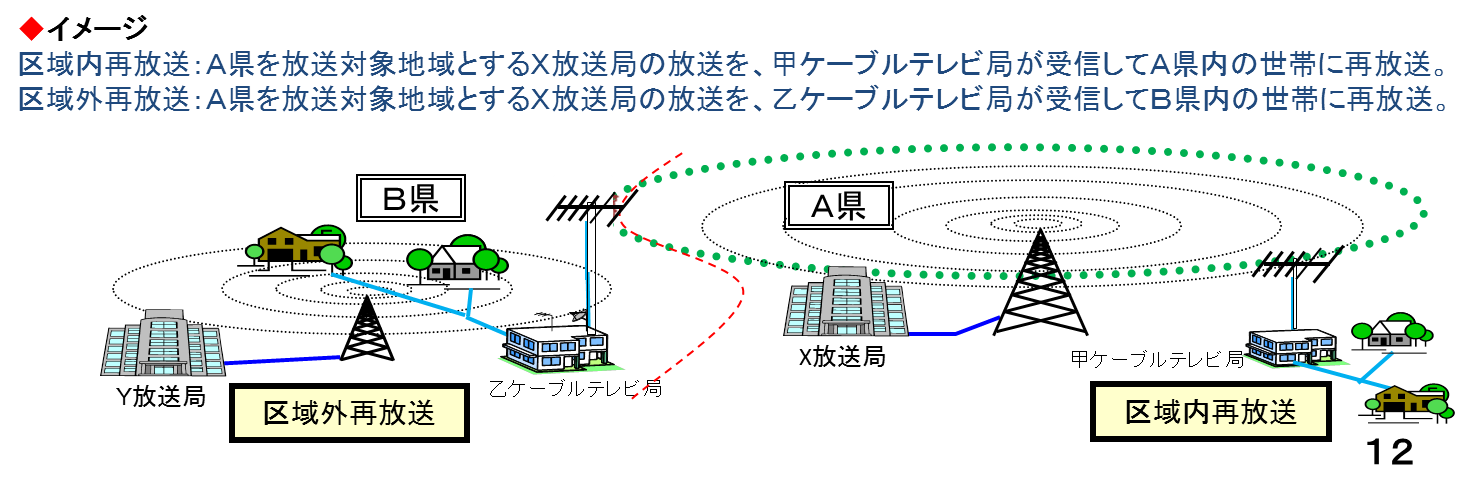 ◆イメージ
区域内再放送：A県を放送対象地域とするX放送局の放送を、甲ケーブルテレビ局が受信してA県内の世帯に再放送。
区域外再放送：A県を放送対象地域とするX放送局の放送を、乙ケーブルテレビ局が受信してB県内の世帯に再放送。
B県
A県
X放送局
甲ケーブルテレビ局
Y放送局
乙ケーブルテレビ局
区域外再放送
区域内再放送
12